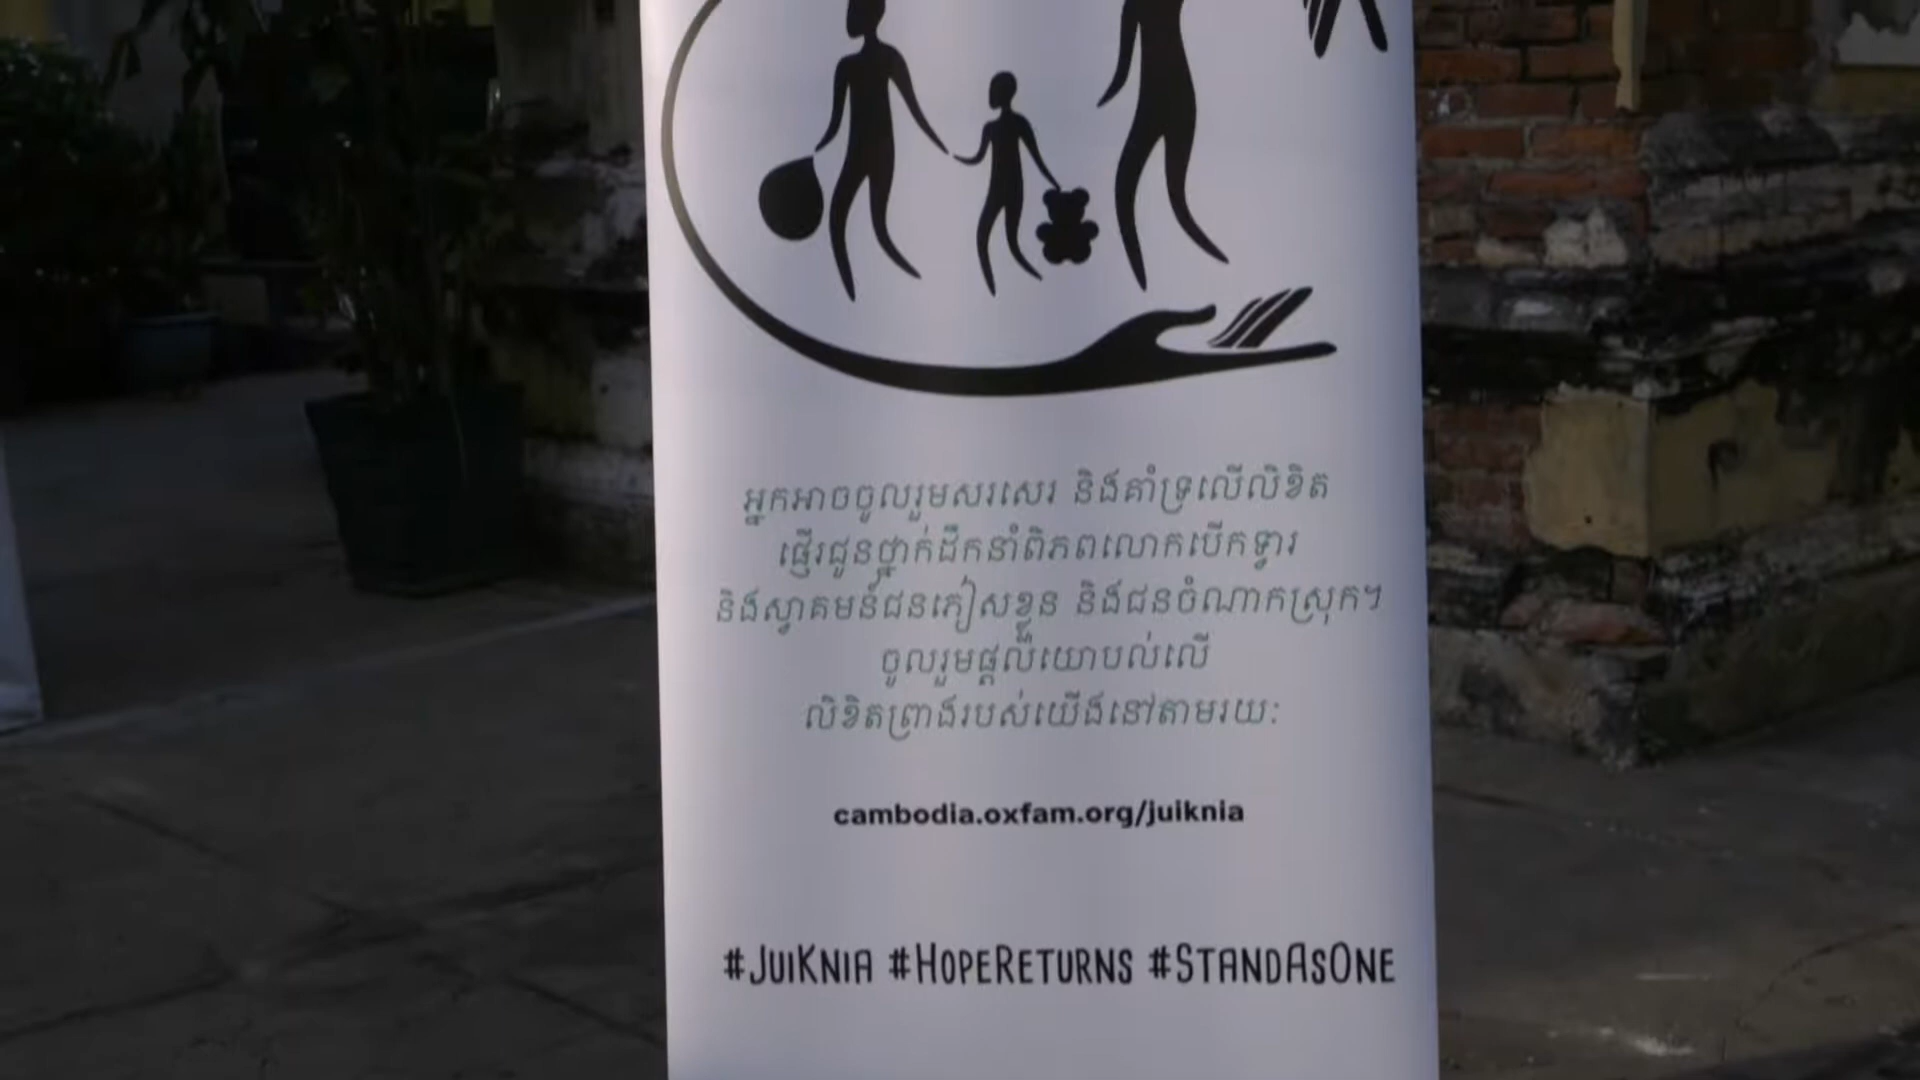 អ្នកអាចចូលរួមសរសេរ និងគាំទ្រលើលិខិត
ផ្ញើរជូនថ្នាក់ដឹកនាំពិភពលោកបើកទ្វារ
និងស្វាគមន៍ជនភៀសខ្លួន និងជនចំណាកស្រុក។
ចូលរួមផ្តល់យោបល់លើ
លិខិតព្រាងរបស់យើងនៅតាមរយៈ
cambodia.oxfam.org/juiknia
#JUIKNIA #HOPERETURNS #STANDASONE